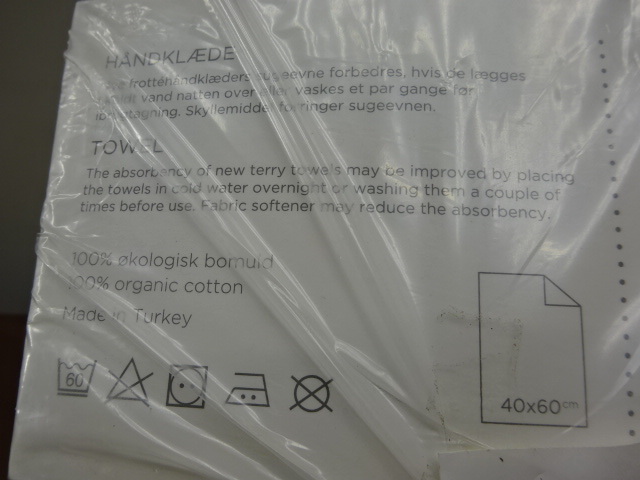 HÅNDKLÆDE
frottéhåndklæders sugeevne forbedres, hvis de lægges
vand natten over eller vaskes et par gange før
ibrugtagning. Skyllemiddel forringer sugeevnen.
TOWEL
The absorbency of new terry towels may be improved by placing
the towels in cold water overnight or washing them a couple of
times before use. Fabric softener may reduce the absorbency.
100% økologisk bomuld
100% organic cotton
Made in Turkey
60
40x60cm